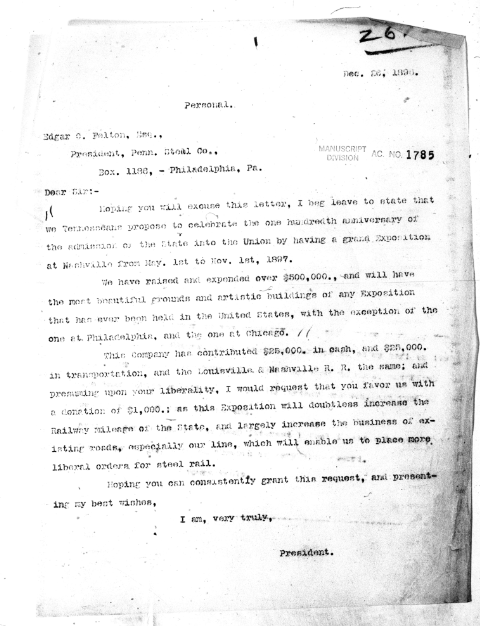 267
Dec. 26, 1896.
Personal.
Edgar C. Felton, Esq.,
President, Penn. Steal Co.,
Box. 1188, - Philadelphia, Pa.
MANUSCRIPT DIVISION AC. NO. 1785
Dear Sir:-
Hoping you will excuse this letter, I beg leave to state that
we Tennesseans propose to celebrate the one hundredth anniversary of
the admission of the State into the Union by having a grand Exposition
at Nashville from May. 1st to Nov. 1st, 1897.
We have raised and expended over $500,000., and will have
the most beautiful grounds and artistic buildings of any Exposition
that has ever been held in the United States, with the exception of the
one at Philadelphia, and the one at Chicago.
This Company has contributed $25,000. in cash, and $25,000.
in transportation, and the Louisville & Nashville R. R. the same; and
presuming upon your liberality, I would request that you favor us with
a donation of $1,000.; as this Exposition will doubtless increase the
Railway mileage of the State, and largely increase the business of ex-
isting roads, especially our line, which will enable us to place more
liberal orders for steel rail.
Hoping you can consistently grant this request, and present-
ing my best wishes,
I am, very truly,
President.